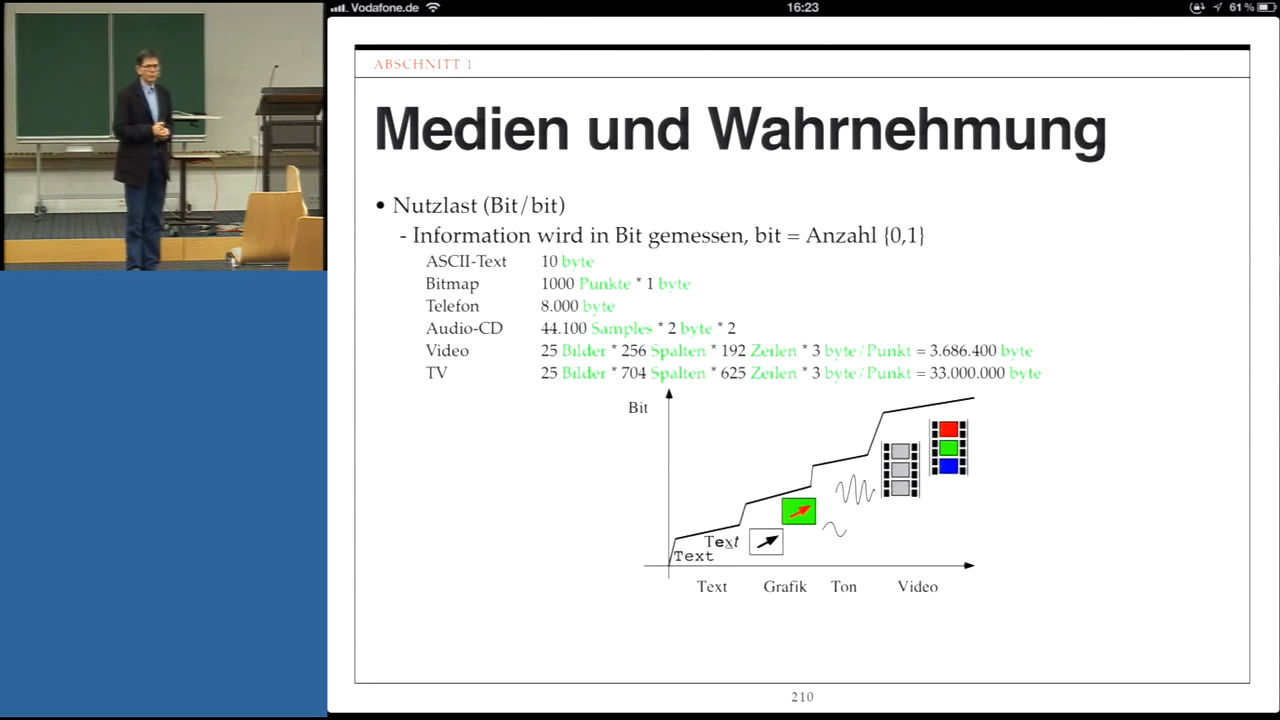 Vodafone.de 16:23 61 %
ABSCHNITT 1
Medien und Wahrnehmung
• Nutzlast (Bit/bit)
- Information wird in Bit gemessen, bit = Anzahl {0,1}
ASCII-Text 10 byte
Bitmap 1000 Punkte * 1 byte
Telefon 8.000 byte
Audio-CD 44.100 Samples * 2 byte * 2
Video 25 Bilder * 256 Spalten * 192 Zeilen * 3 byte/Punkt = 3.686.400 byte
TV 25 Bilder * 704 Spalten * 625 Zeilen * 3 byte/Punkt = 33.000.000 byte
Bit
Text
Text
Text Grafik Ton Video
210